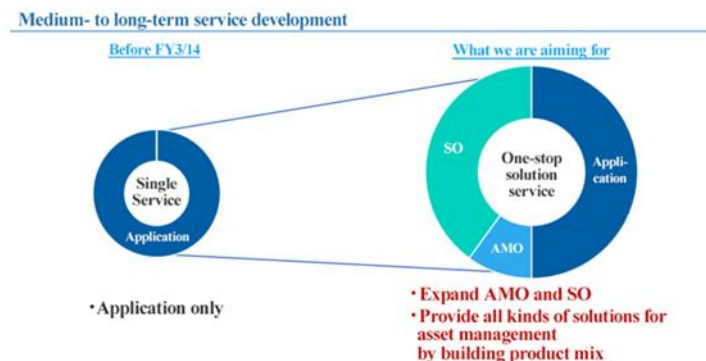 Medium- to long-term service development
Before FY3/14
What we are aiming for
Single
Service
Application
SO
One-stop
solution
service
Appli-
cation
AMO
・Application only
・Expand AMO and SO
・Provide all kinds of solutions for
asset management
by building product mix